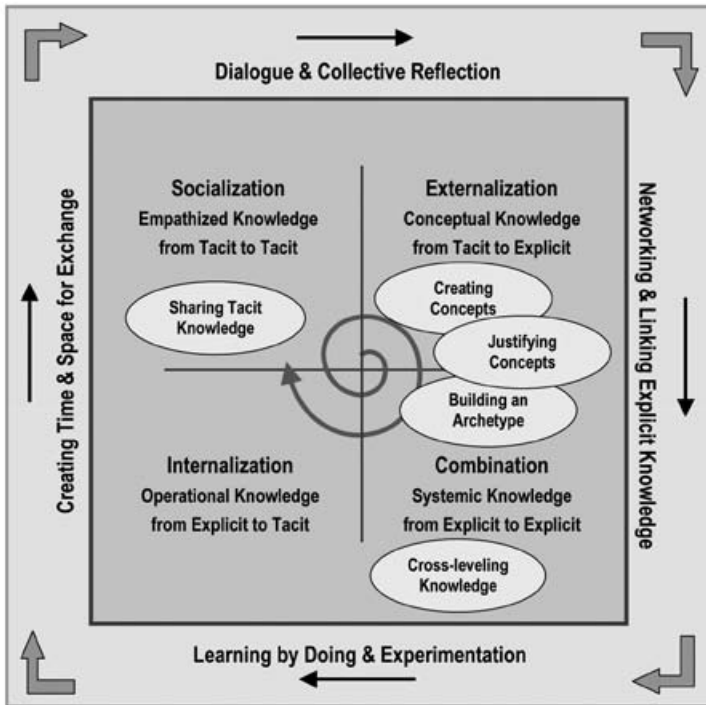 Dialogue & Collective Reflection
Creating Time & Space for Exchange
Socialization
Empathized Knowledge
from Tacit to Tacit
Sharing Tacit
Knowledge
Externalization
Conceptual Knowledge
from Tacit to Explicit
Creating
Concepts
Justifying
Concepts
Building an
Archetype
Internalization
Operational Knowledge
from Explicit to Tacit
Combination
Systemic Knowledge
from Explicit to Explicit
Cross-leveling
Knowledge
Networking & Linking Explicit Knowledge
Learning by Doing & Experimentation